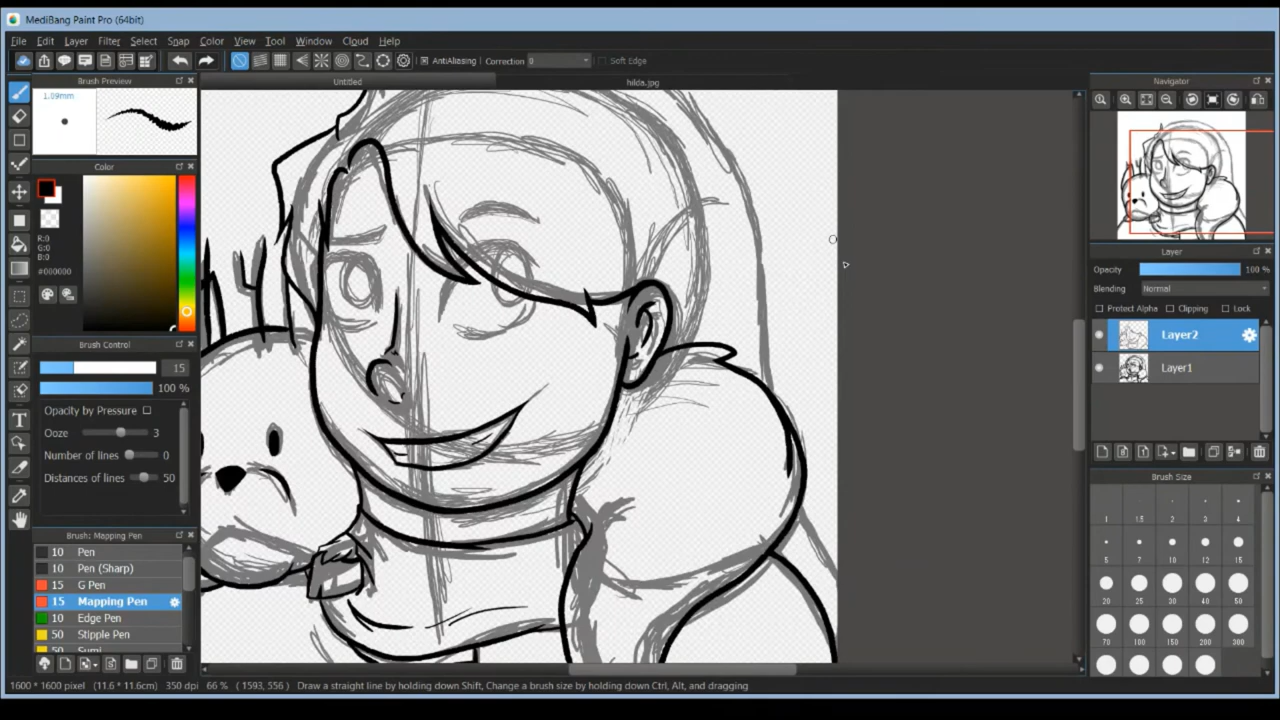 MediBang Paint Pro (64bit)
File Edit Layer Filter Select Snap Color View Tool Window Cloud Help
AntiAliasing Correction 0 Soft Edge
Brush Preview
1.09mm
Untitled
hilda.jpg
Navigator
Color
R:0
G:0
B:0
#000000
Brush Control
15
100 %
Opacity by Pressure
Ooze 3
Number of lines 0
Distances of lines 50
Brush: Mapping Pen
10 Pen
10 Pen (Sharp)
15 G Pen
15 Mapping Pen
10 Edge Pen
50 Stipple Pen
50 Sumi
Layer
Opacity 100 %
Blending Normal
Protect Alpha Clipping Lock
Layer2
Layer1
Brush Size
1 1.5 2 3 4
5 7 10 12 15
20 25 30 40 50
70 100 150 200 300
1600 * 1600 pixel (11.6 * 11.6cm) 350 dpi 66 % ( 1593, 556 ) Draw a straight line by holding down Shift, Change a brush size by holding down Ctrl, Alt, and dragging